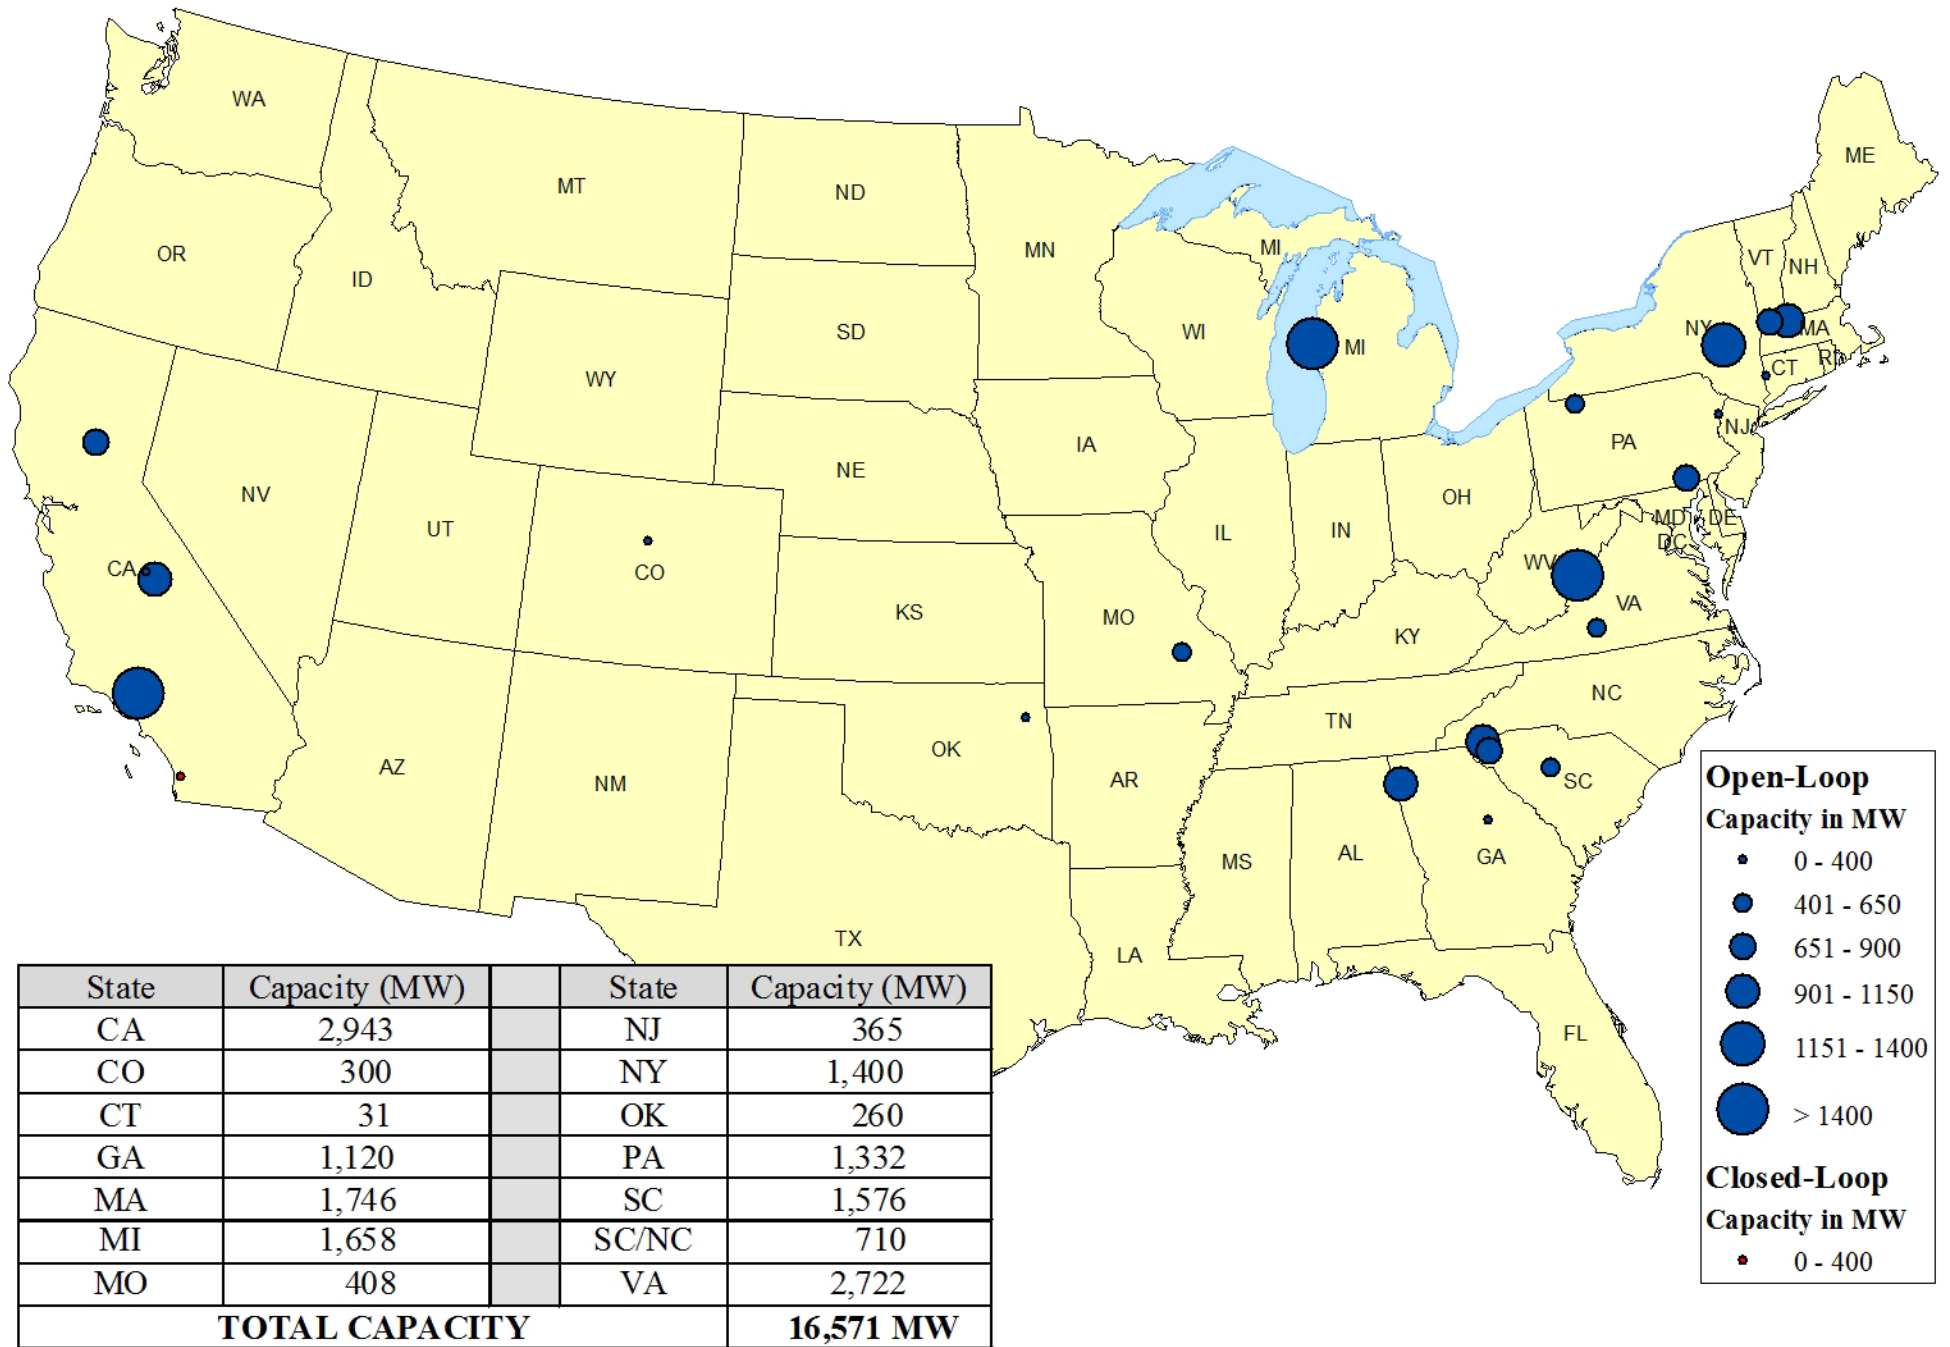 WA
ME
MT
ND
OR
MN
VT
NH
ID
MI
SD
WI
NY
MA
MI
RI
CT
WY
NJ
IA
PA
NE
NV
OH
UT
IL
IN
MD
DE
DC
CA
CO
WV
KS
MO
VA
KY
NC
TN
OK
AZ
NM
AR
SC
MS
AL
GA
TX
LA
FL
Open-Loop
Capacity in MW
0 - 400
401 - 650
651 - 900
901 - 1150
1151 - 1400
> 1400
Closed-Loop
Capacity in MW
0 - 400
State Capacity (MW) State Capacity (MW)
CA 2,943 NJ 365
CO 300 NY 1,400
CT 31 OK 260
GA 1,120 PA 1,332
MA 1,746 SC 1,576
MI 1,658 SC/NC 710
MO 408 VA 2,722
TOTAL CAPACITY 16,571 MW